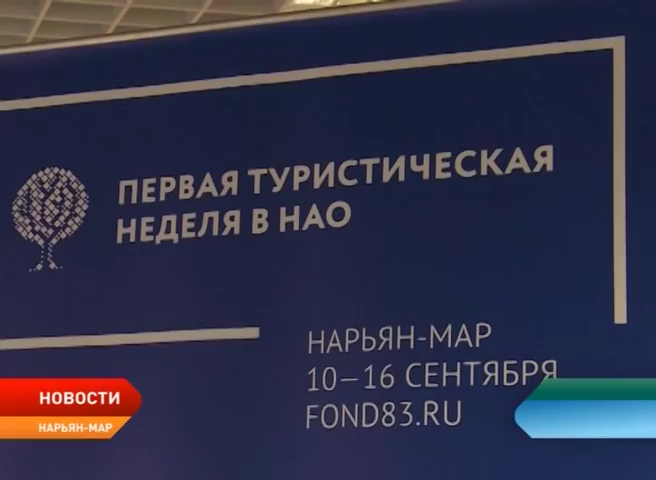 ПЕРВАЯ ТУРИСТИЧЕСКАЯ
НЕДЕЛЯ В НАО
НАРЬЯН-МАР
10—16 СЕНТЯБРЯ
FOND83.RU
НОВОСТИ
НАРЬЯН-МАР